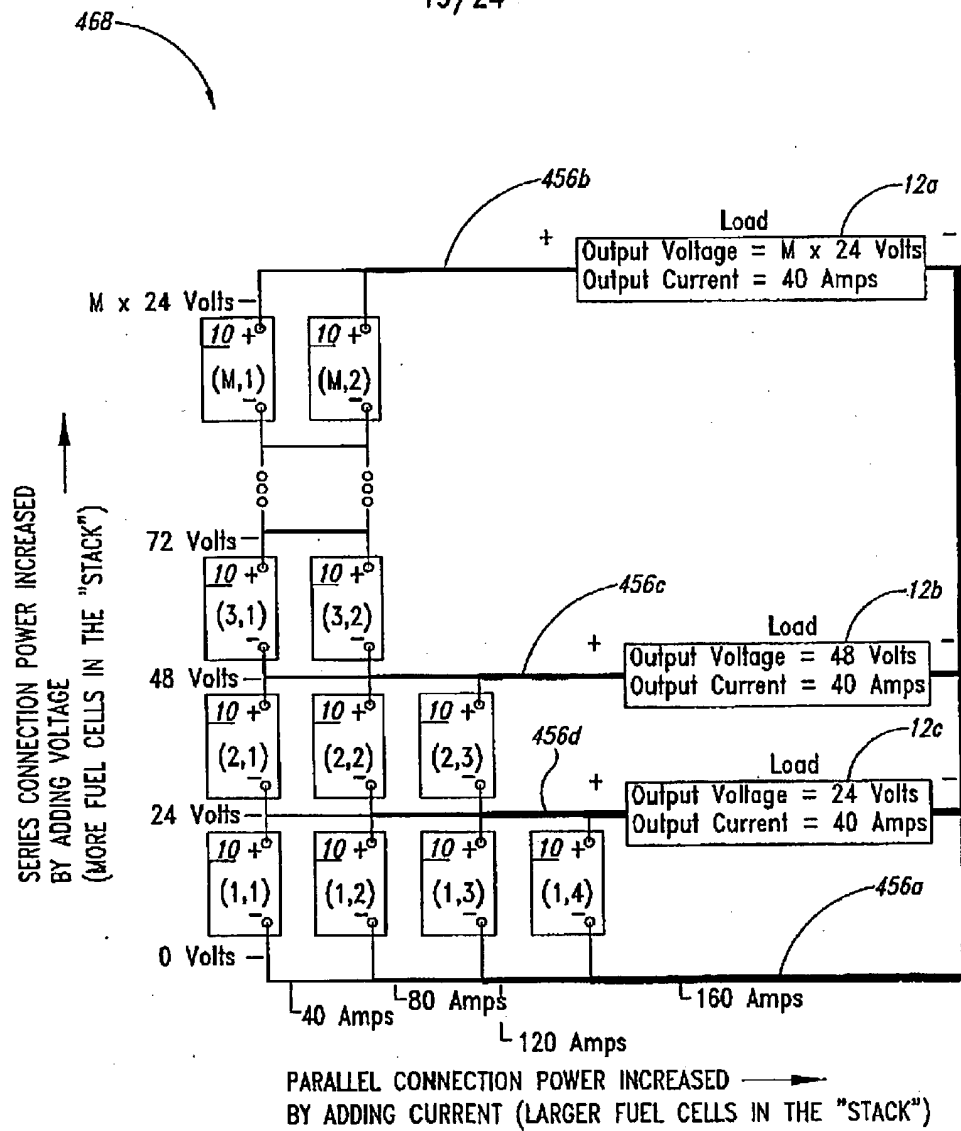 468
456b
12a
Load
+ −
Output Voltage = M x 24 Volts
Output Current = 40 Amps
M x 24 Volts
10 + 10 +
(M,1) (M,2)
− −
72 Volts
10 + 10 +
(3,1) (3,2)
− −
456c
12b
Load
+ −
Output Voltage = 48 Volts
Output Current = 40 Amps
48 Volts
10 + 10 + 10 +
(2,1) (2,2) (2,3)
− − −
456d
12c
Load
+ −
Output Voltage = 24 Volts
Output Current = 40 Amps
24 Volts
10 + 10 + 10 + 10 +
(1,1) (1,2) (1,3) (1,4)
− − − −
456a
0 Volts
40 Amps
80 Amps
120 Amps
160 Amps
SERIES CONNECTION POWER INCREASED
BY ADDING VOLTAGE
(MORE FUEL CELLS IN THE "STACK")
PARALLEL CONNECTION POWER INCREASED
BY ADDING CURRENT (LARGER FUEL CELLS IN THE "STACK")